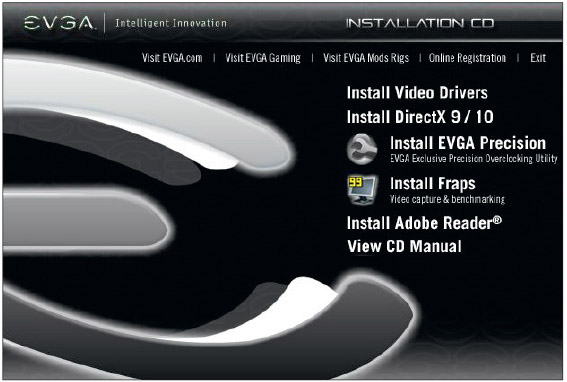 EVGA. Intelligent Innovation INSTALLATION CD
Visit EVGA.com | Visit EVGA Gaming | Visit EVGA Mods Rigs | Online Registration | Exit
Install Video Drivers
Install DirectX 9 / 10
Install EVGA Precision
EVGA Exclusive Precision Overclocking Utility
99
Install Fraps
Video capture & benchmarking
Install Adobe Reader®
View CD Manual